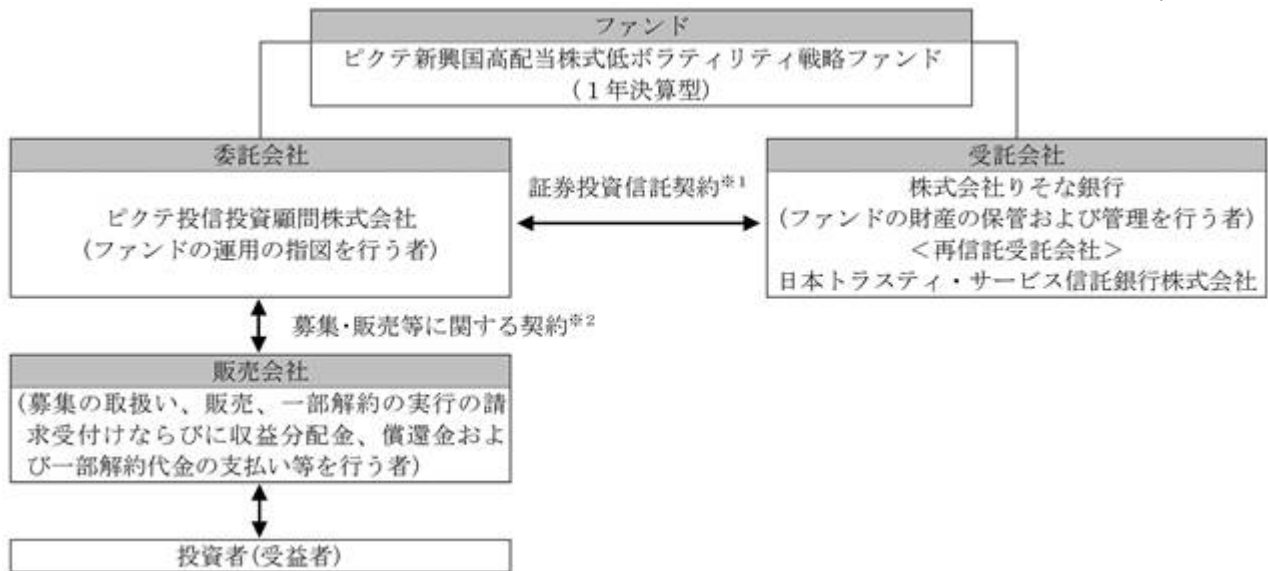 ファンド
ピクテ新興国高配当株式低ボラティリティ戦略ファンド
(1年決算型)
委託会社
ピクテ投信投資顧問株式会社
(ファンドの運用の指図を行う者)
証券投資信託契約※1
受託会社
株式会社りそな銀行
(ファンドの財産の保管および管理を行う者)
<再信託受託会社>
日本トラスティ・サービス信託銀行株式会社
募集・販売等に関する契約※2
販売会社
(募集の取扱い、販売、一部解約の実行の請
求受付けならびに収益分配金、償還金およ
び一部解約代金の支払い等を行う者)
投資者(受益者)